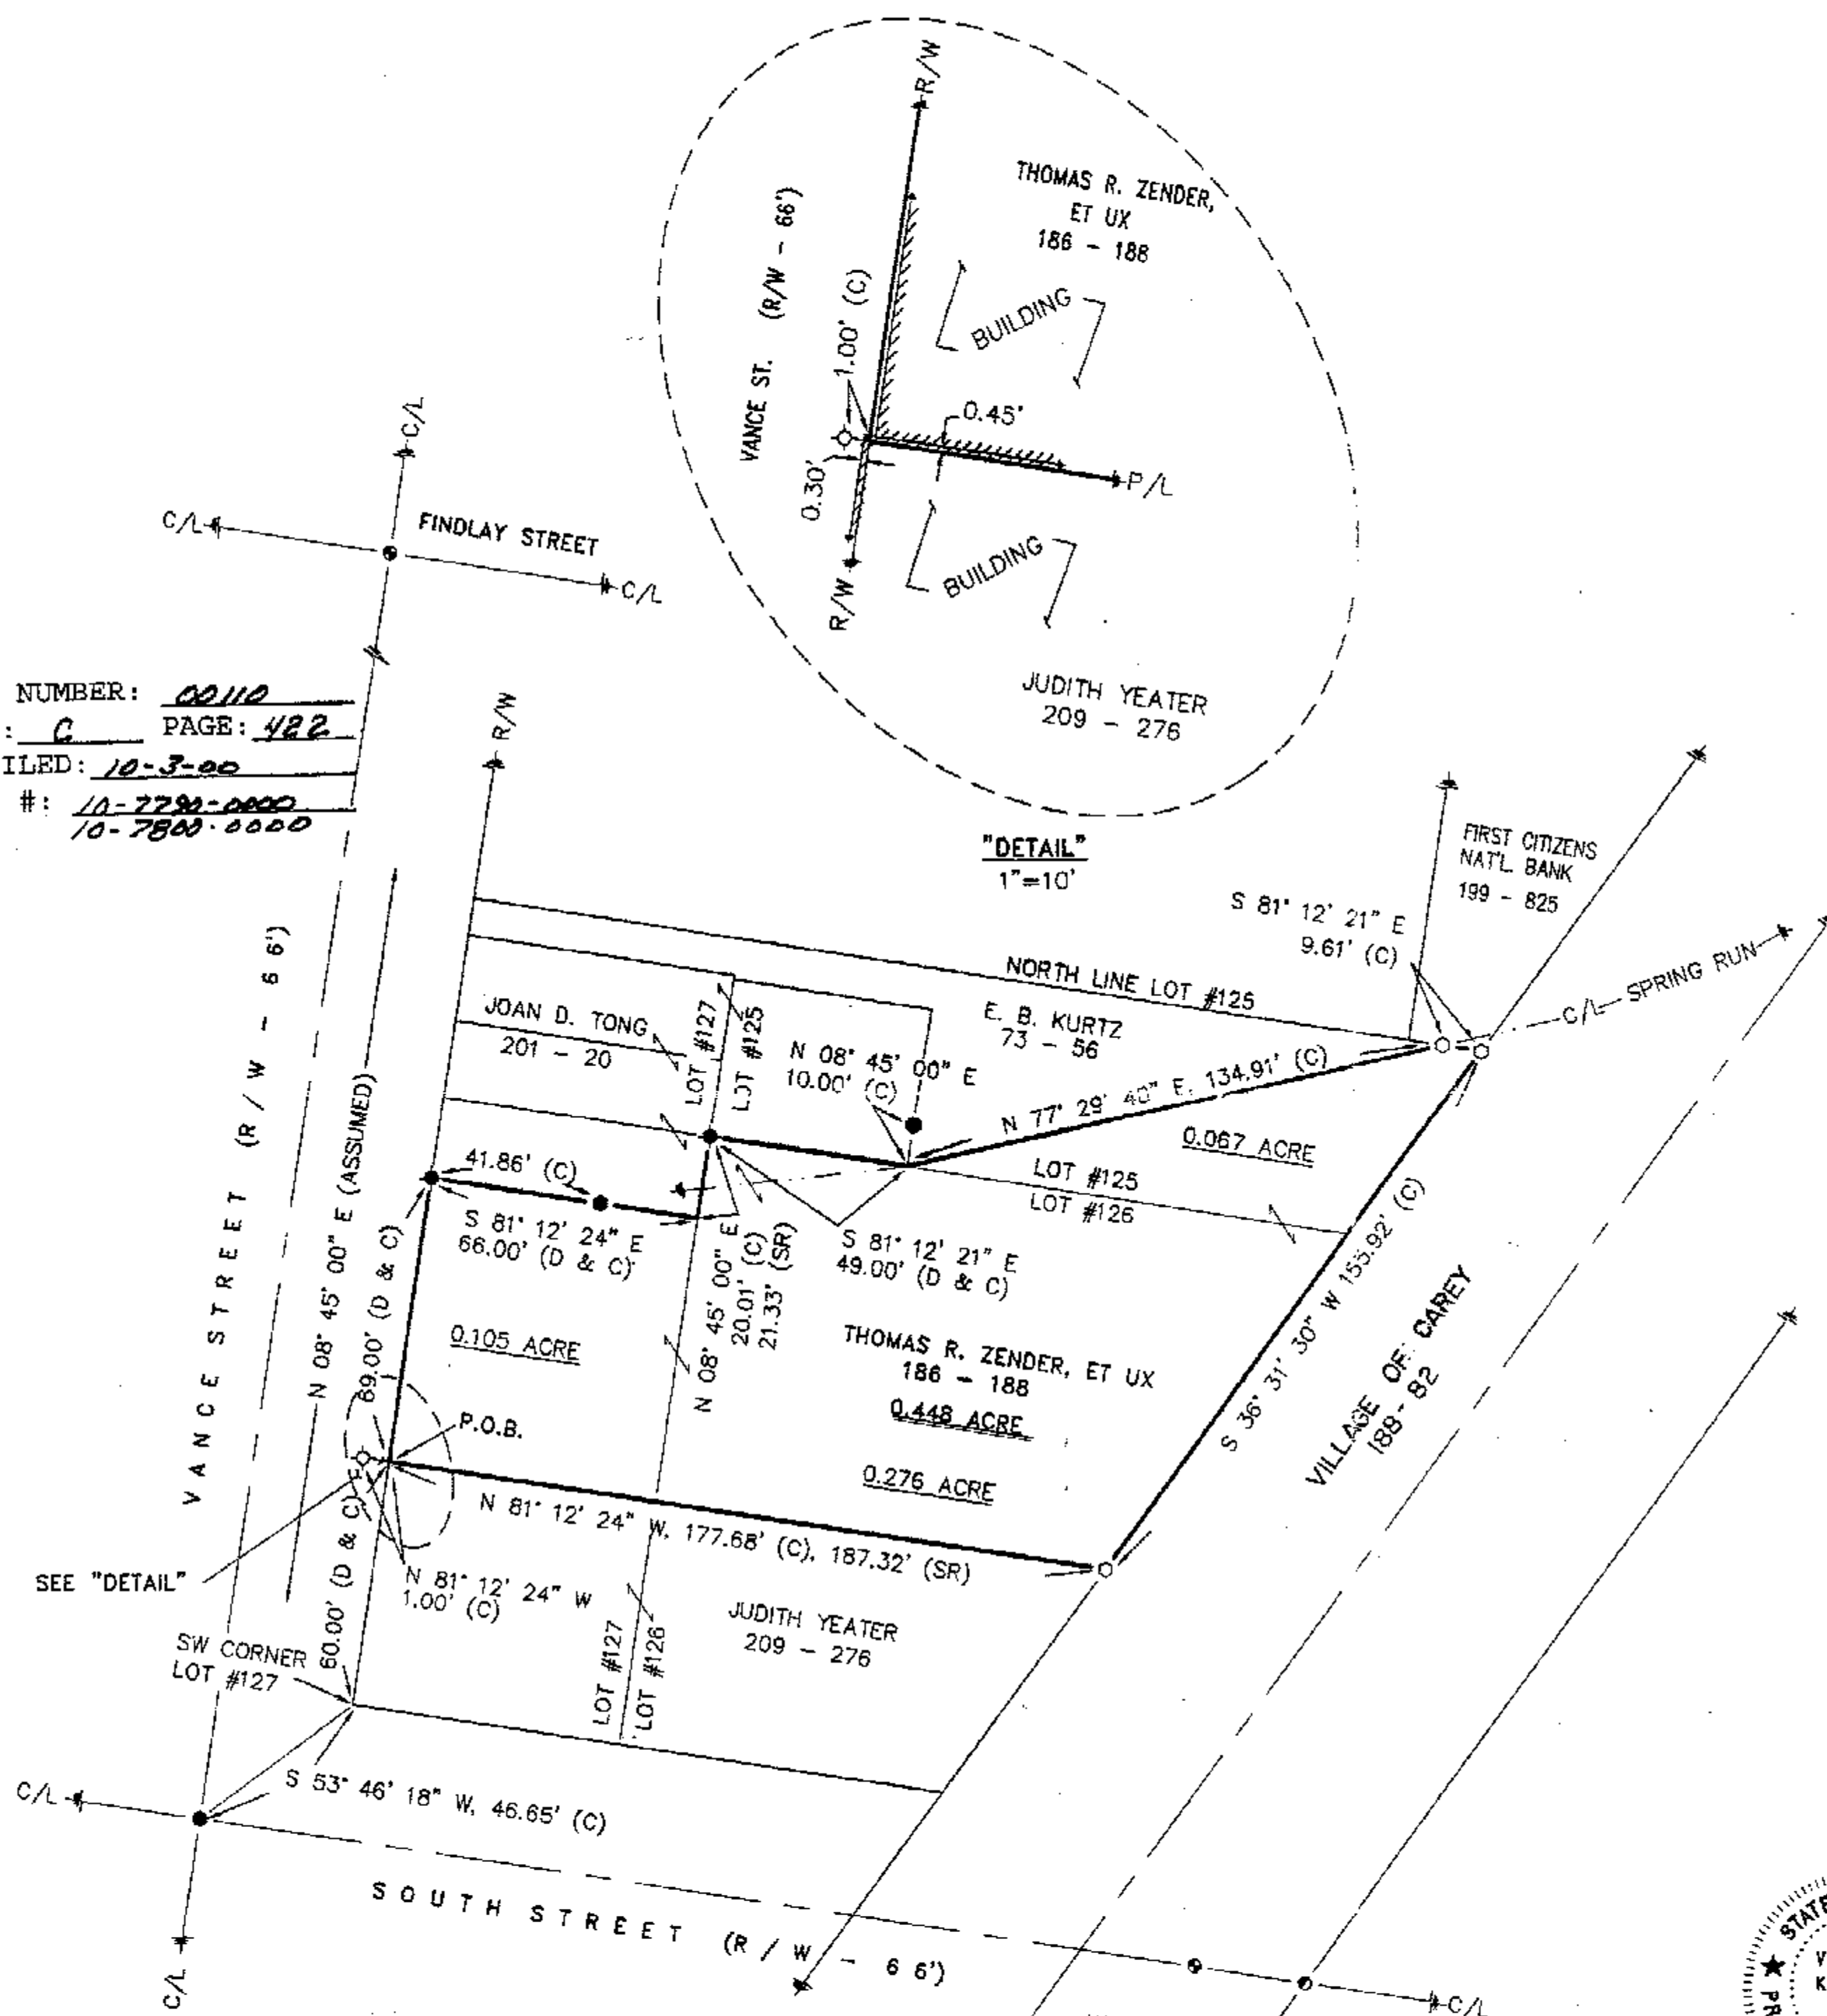 R/W
THOMAS R. ZENDER,
ET UX
186 - 188
VANCE ST. (R/W - 66')
1.00' (C)
BUILDING
0.45'
0.30'
P/L
BUILDING
R/W
JUDITH YEATER
209 - 276
"DETAIL"
1"=10'
C/L
C/L
FINDLAY STREET
C/L
NUMBER: 00110
: C PAGE: 422
ILED: 10-3-00
#: 10-7790-0000
10-7800-0000
R/W
FIRST CITIZENS
NAT'L BANK
199 - 825
S 81° 12' 21" E
9.61' (C)
C/L SPRING RUN
NORTH LINE LOT #125
E. B. KURTZ
73 - 56
JOAN D. TONG
201 - 20
LOT #127
LOT #125
N 08° 45' 00" E
10.00' (C)
N 77° 29' 40" E, 134.91' (C)
0.067 ACRE
LOT #125
LOT #126
41.86' (C)
S 81° 12' 24" E
66.00' (D & C)
N 08° 45' 00" E
20.01' (C)
21.33' (SR)
S 81° 12' 21" E
49.00' (D & C)
VANCE STREET (R/W - 66')
N 08° 45' 00" E (ASSUMED)
69.00' (D & C)
0.105 ACRE
THOMAS R. ZENDER, ET UX
186 - 188
0.448 ACRE
0.276 ACRE
S 36° 31' 30" W 155.92' (C)
VILLAGE OF CAREY
188 - 82
P.O.B.
N 81° 12' 24" W, 177.68' (C), 187.32' (SR)
SEE "DETAIL"
N 81° 12' 24" W
1.00' (C)
60.00' (D & C)
SW CORNER
LOT #127
JUDITH YEATER
209 - 276
LOT #127
LOT #126
C/L
S 53° 46' 18" W, 46.65' (C)
SOUTH STREET (R/W - 66')
C/L
C/L
STATE
V
K
PR